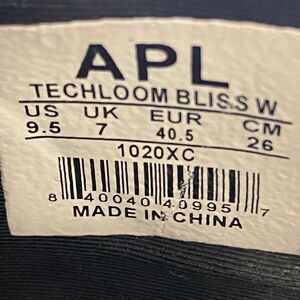 APL
TECHLOOM BLISS W
US UK EUR CM
9.5 7 40.5 26
1020XC
8 40040 40995 7
MADE IN CHINA